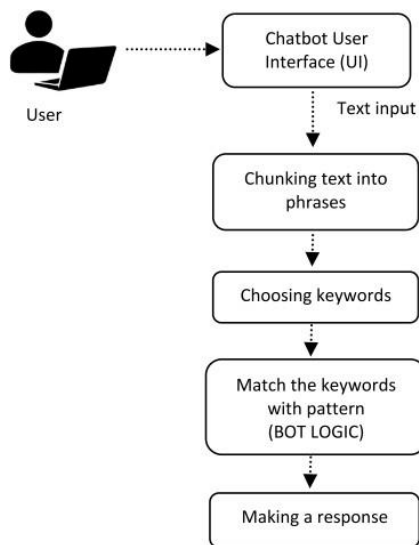 Chatbot User
Interface (UI)
User
Text input
Chunking text into
phrases
Choosing keywords
Match the keywords
with pattern
(BOT LOGIC)
Making a response